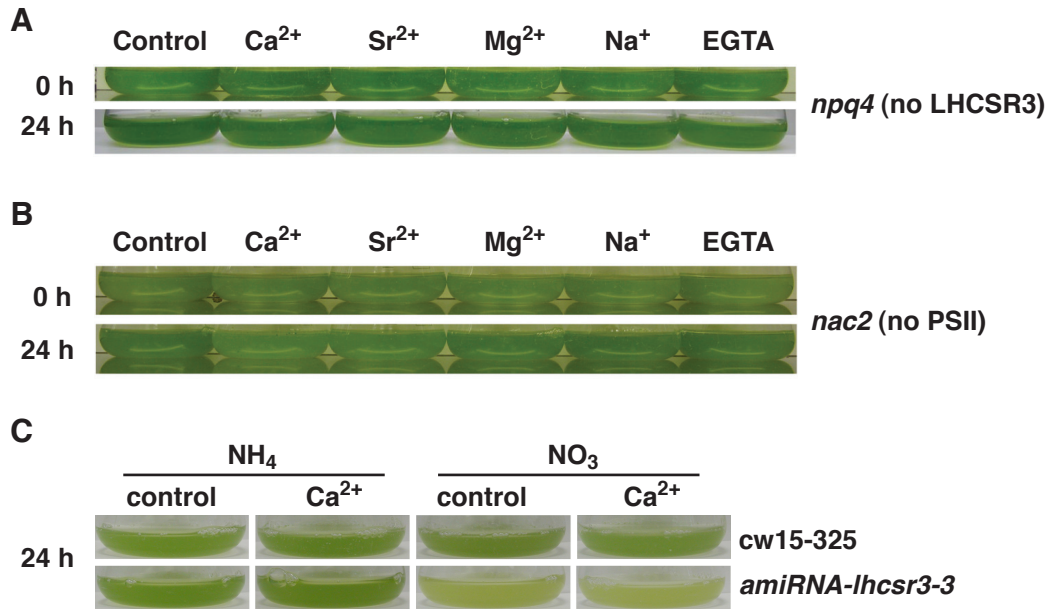 A
Control Ca2+ Sr2+ Mg2+ Na+ EGTA
0 h
24 h
npq4 (no LHCSR3)
B
Control Ca2+ Sr2+ Mg2+ Na+ EGTA
0 h
24 h
nac2 (no PSII)
C
NH4 NO3
control Ca2+ control Ca2+
24 h
cw15-325
amiRNA-lhcsr3-3